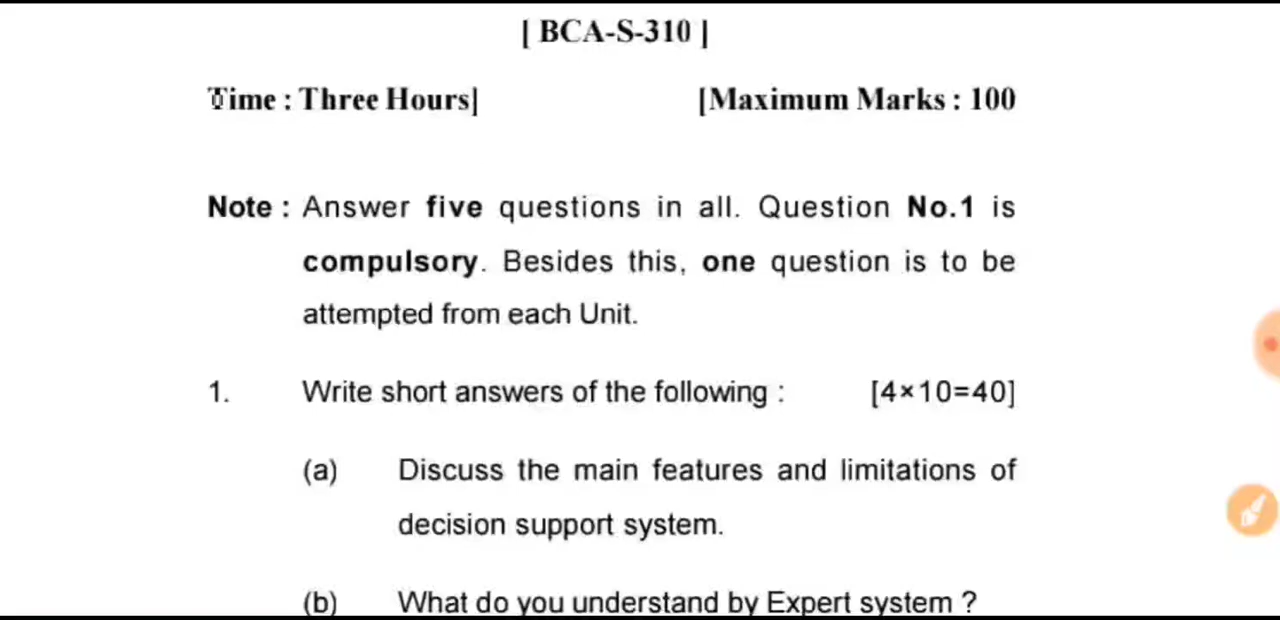 [ BCA-S-310 ]
Time : Three Hours] [Maximum Marks : 100
Note : Answer five questions in all. Question No.1 is
compulsory. Besides this, one question is to be
attempted from each Unit.
1. Write short answers of the following : [4×10=40]
(a) Discuss the main features and limitations of
decision support system.
(b) What do you understand by Expert system ?